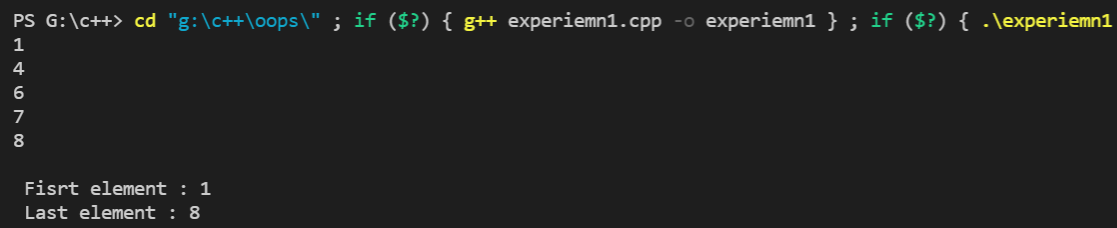 PS G:\c++> cd "g:\c++\oops\" ; if ($?) { g++ experiemn1.cpp -o experiemn1 } ; if ($?) { .\experiemn1
1
4
6
7
8
Fisrt element : 1
Last element : 8